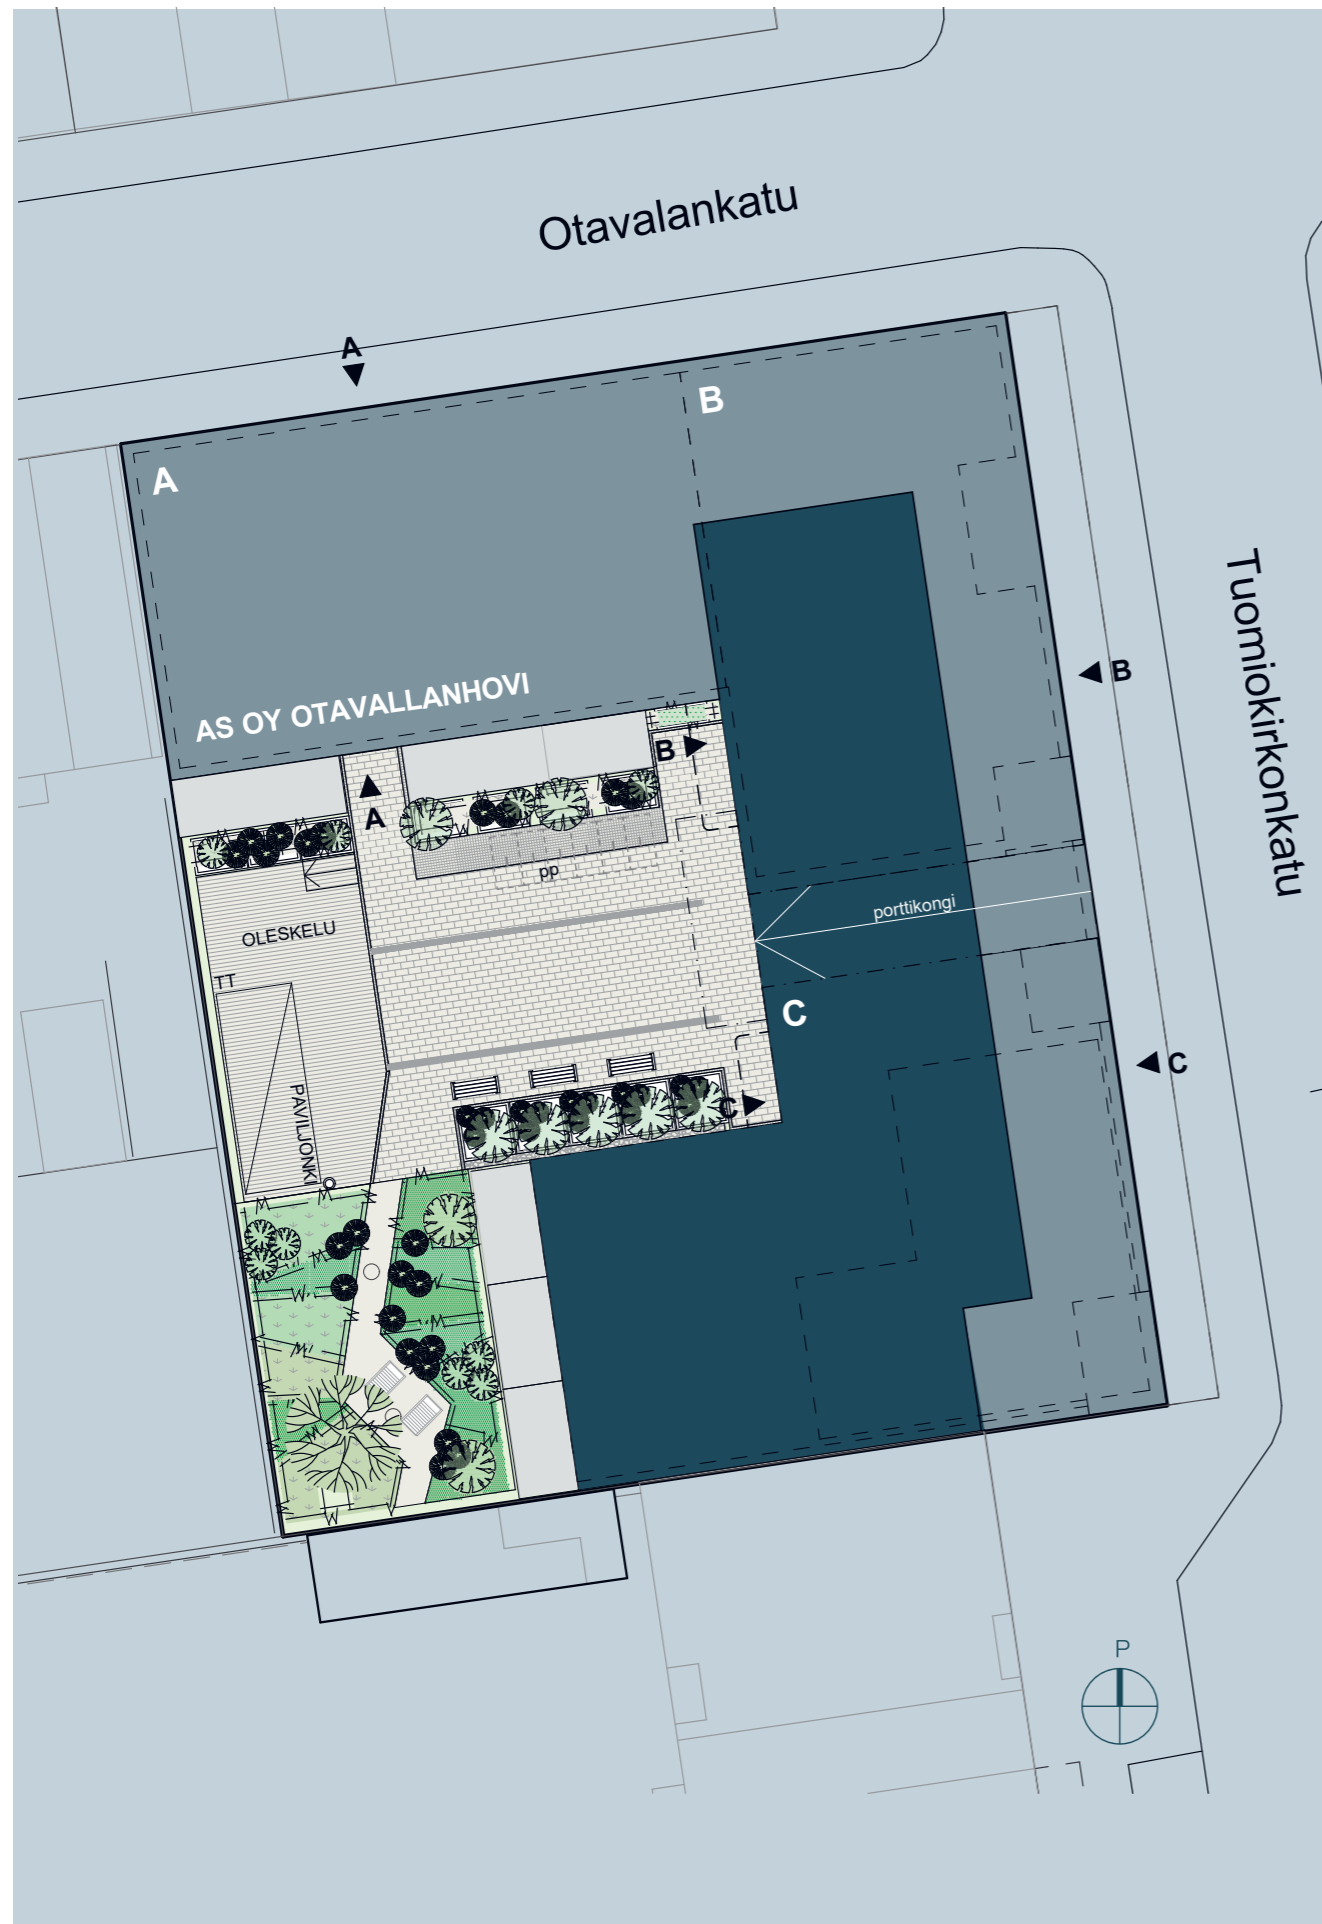 Otavalankatu
A
B
A
AS OY OTAVALLANHOVI
Tuomiokirkonkatu
B
B
A
pp
porttikongi
OLESKELU
TT
C
C
PAVILJONKI
C
P